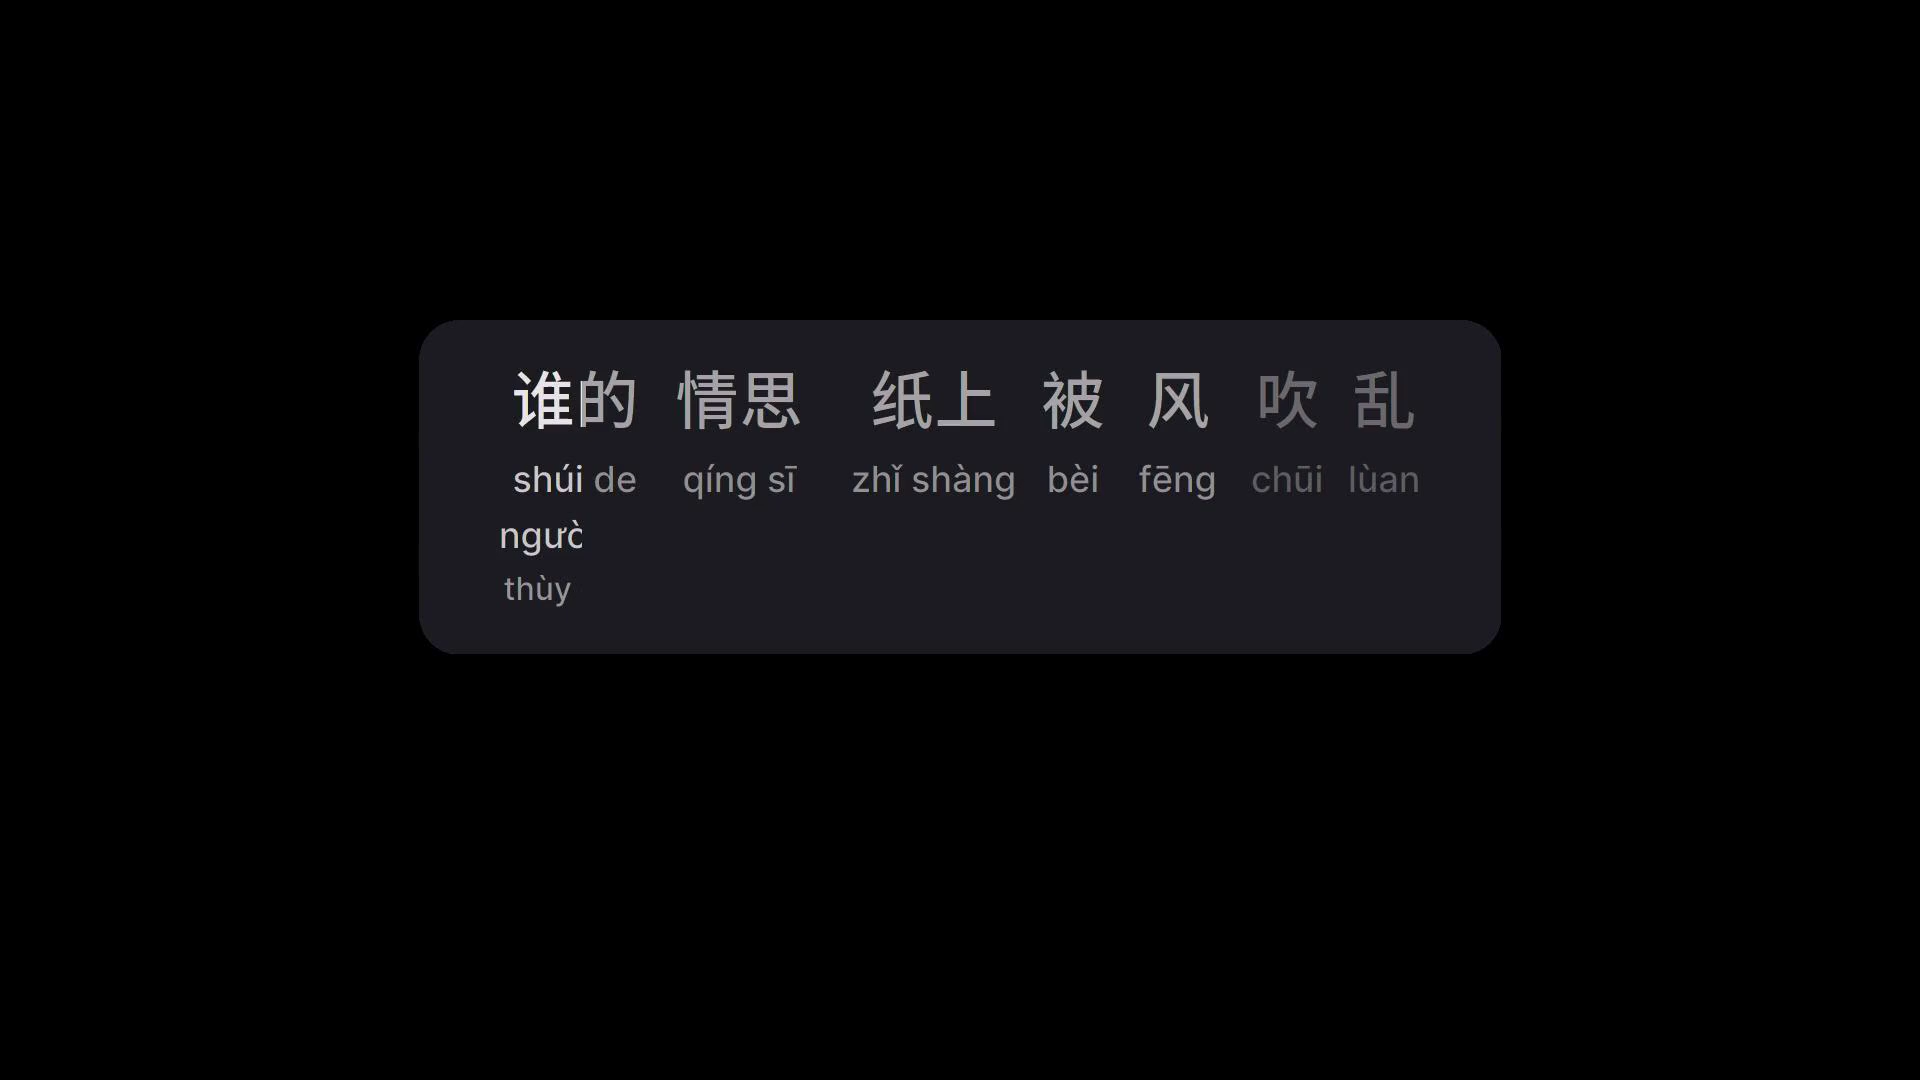 谁的 情思 纸上 被 风 吹 乱
shúi de qíng sī zhǐ shàng bèi fēng chūi lùan
thùy